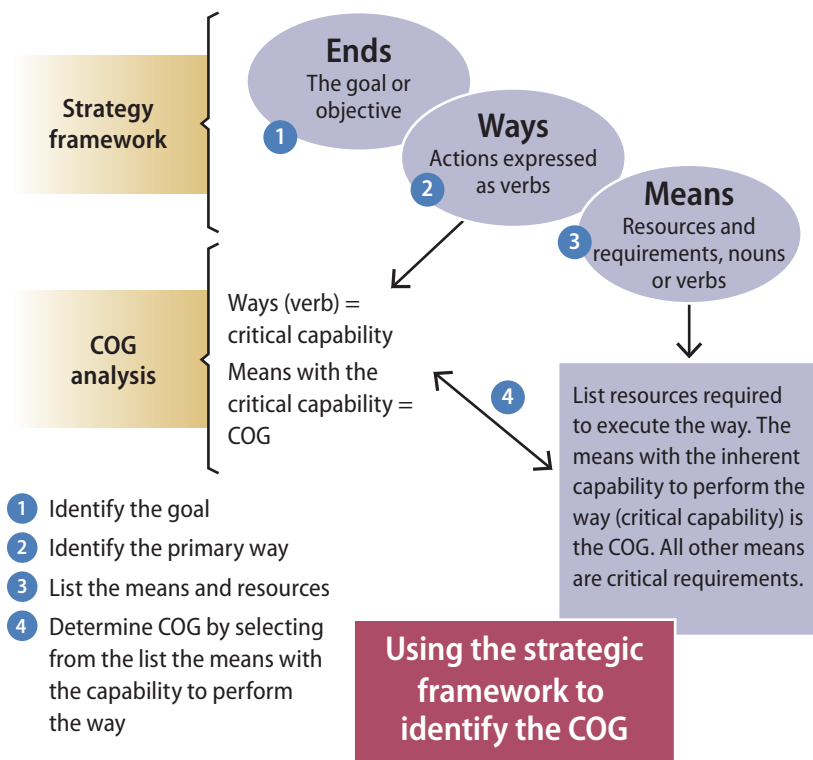 Strategy
framework
Ends
The goal or
objective
1
Ways
Actions expressed
as verbs
2
Means
Resources and
requirements, nouns
or verbs
3
COG
analysis
Ways (verb) =
critical capability
Means with the
critical capability =
COG
4
List resources required
to execute the way. The
means with the inherent
capability to perform the
way (critical capability) is
the COG. All other means
are critical requirements.
1 Identify the goal
2 Identify the primary way
3 List the means and resources
4 Determine COG by selecting
from the list the means with
the capability to perform
the way
Using the strategic
framework to
identify the COG